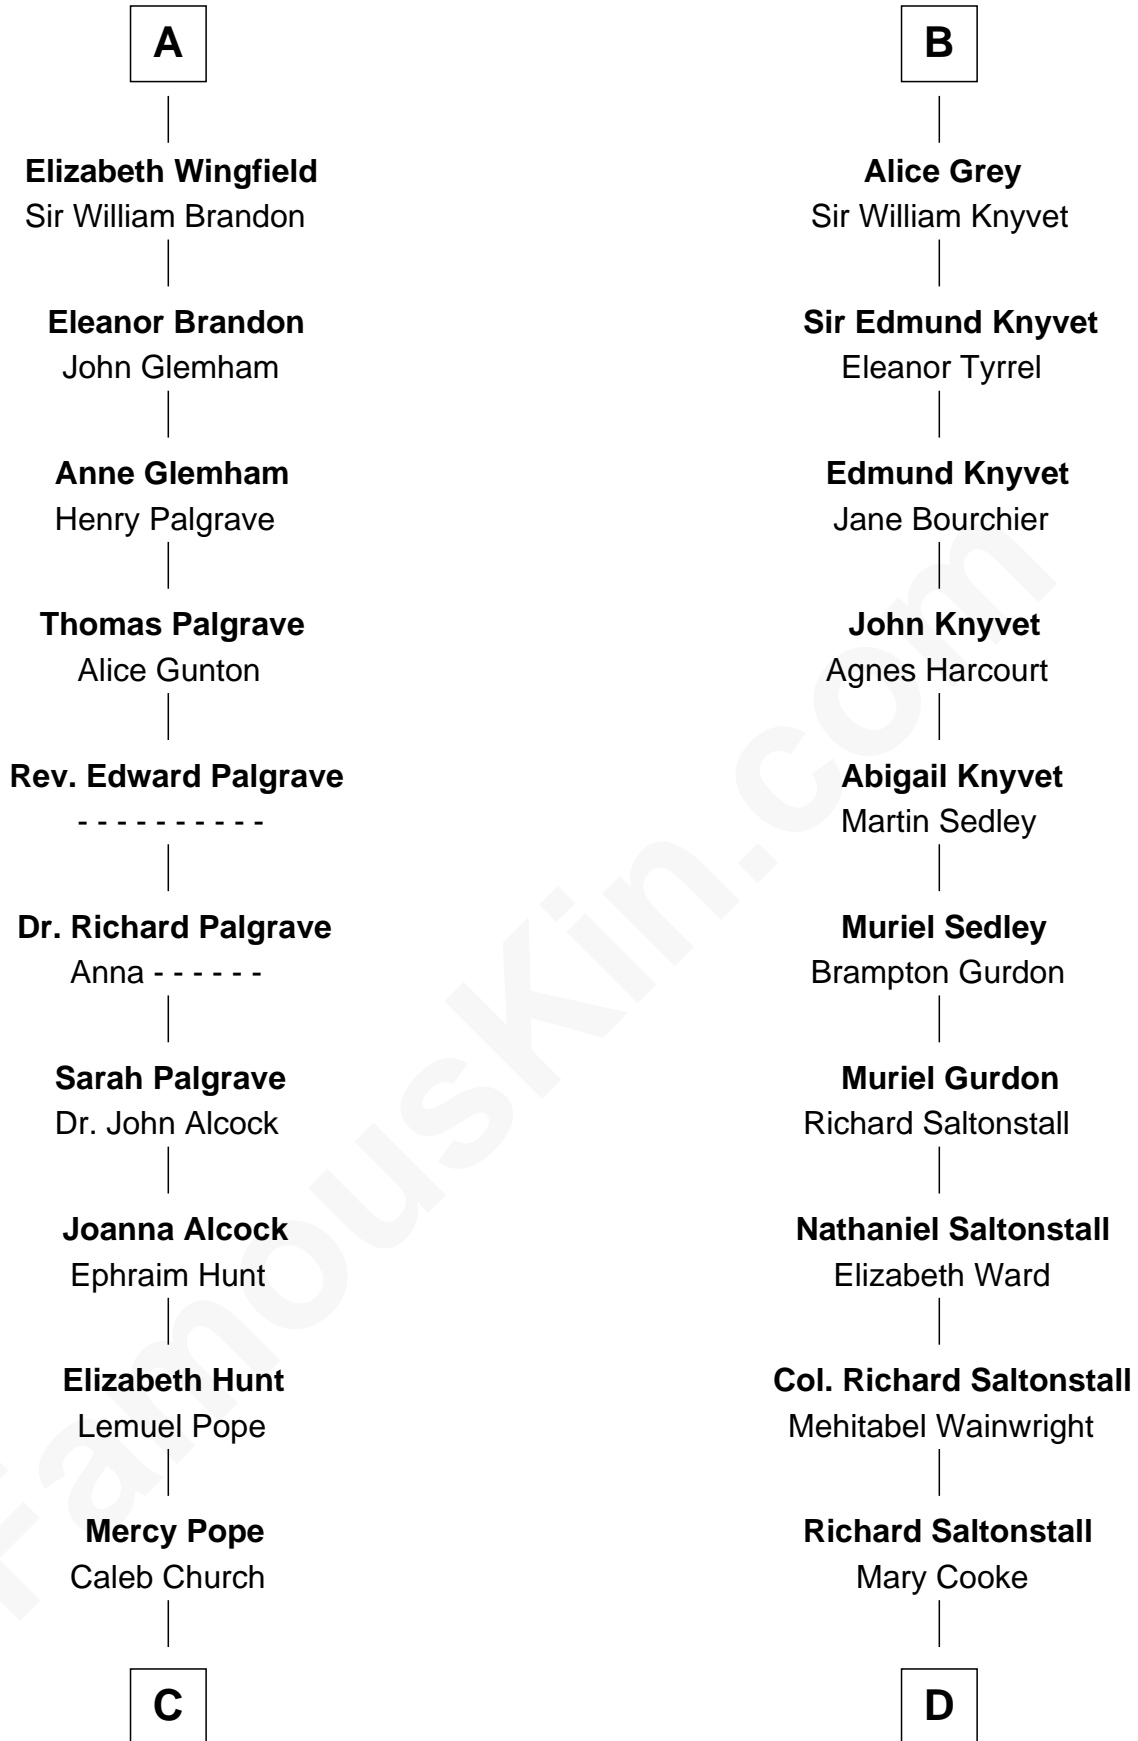 A
Elizabeth Wingfield
Sir William Brandon
Eleanor Brandon
John Glemham
Anne Glemham
Henry Palgrave
Thomas Palgrave
Alice Gunton
Rev. Edward Palgrave
- - - - - - - - - -
Dr. Richard Palgrave
Anna - - - - - -
Sarah Palgrave
Dr. John Alcock
Joanna Alcock
Ephraim Hunt
Elizabeth Hunt
Lemuel Pope
Mercy Pope
Caleb Church
C
B
Alice Grey
Sir William Knyvet
Sir Edmund Knyvet
Eleanor Tyrrel
Edmund Knyvet
Jane Bourchier
John Knyvet
Agnes Harcourt
Abigail Knyvet
Martin Sedley
Muriel Sedley
Brampton Gurdon
Muriel Gurdon
Richard Saltonstall
Nathaniel Saltonstall
Elizabeth Ward
Col. Richard Saltonstall
Mehitabel Wainwright
Richard Saltonstall
Mary Cooke
D
FamousKin.com